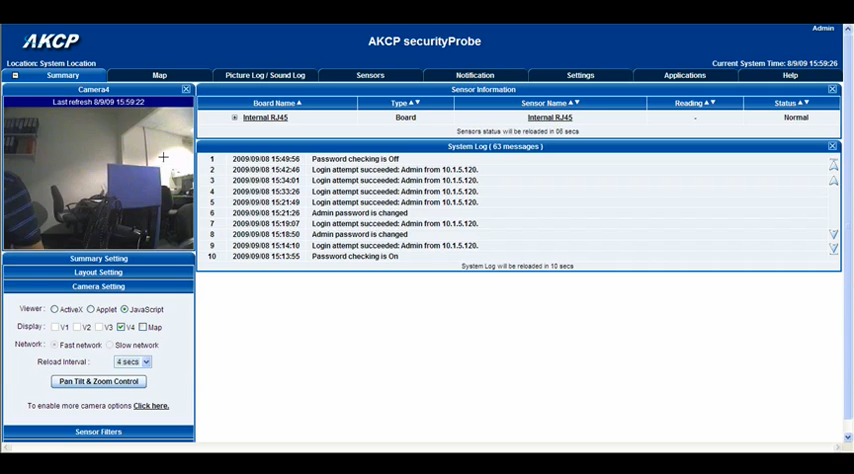 Admin
AKCP
AKCP securityProbe
Location: System Location
Current System Time: 8/9/09 15:59:26
Summary Map Picture Log / Sound Log Sensors Notification Settings Applications Help
Camera4
Last refresh 8/9/09 15:59:22
Sensor Information
Board Name Type Sensor Name Reading Status
Internal RJ45 Board Internal RJ45 - Normal
Sensors status will be reloaded in 08 secs
System Log ( 63 messages )
1 2009/09/08 15:49:56 Password checking is Off
2 2009/09/08 15:42:46 Login attempt succeeded: Admin from 10.1.5.120.
3 2009/09/08 15:34:01 Login attempt succeeded: Admin from 10.1.5.120.
4 2009/09/08 15:33:26 Login attempt succeeded: Admin from 10.1.5.120.
5 2009/09/08 15:21:49 Login attempt succeeded: Admin from 10.1.5.120.
6 2009/09/08 15:21:26 Admin password is changed
7 2009/09/08 15:19:07 Login attempt succeeded: Admin from 10.1.5.120.
8 2009/09/08 15:18:50 Admin password is changed
9 2009/09/08 15:14:10 Login attempt succeeded: Admin from 10.1.5.120.
10 2009/09/08 15:13:55 Password checking is On
System Log will be reloaded in 10 secs
Summary Setting
Layout Setting
Camera Setting
Viewer: ActiveX Applet JavaScript
Display: V1 V2 V3 V4 Map
Network: Fast network Slow network
Reload Interval : 4 secs
Pan Tilt & Zoom Control
To enable more camera options Click here.
Sensor Filters